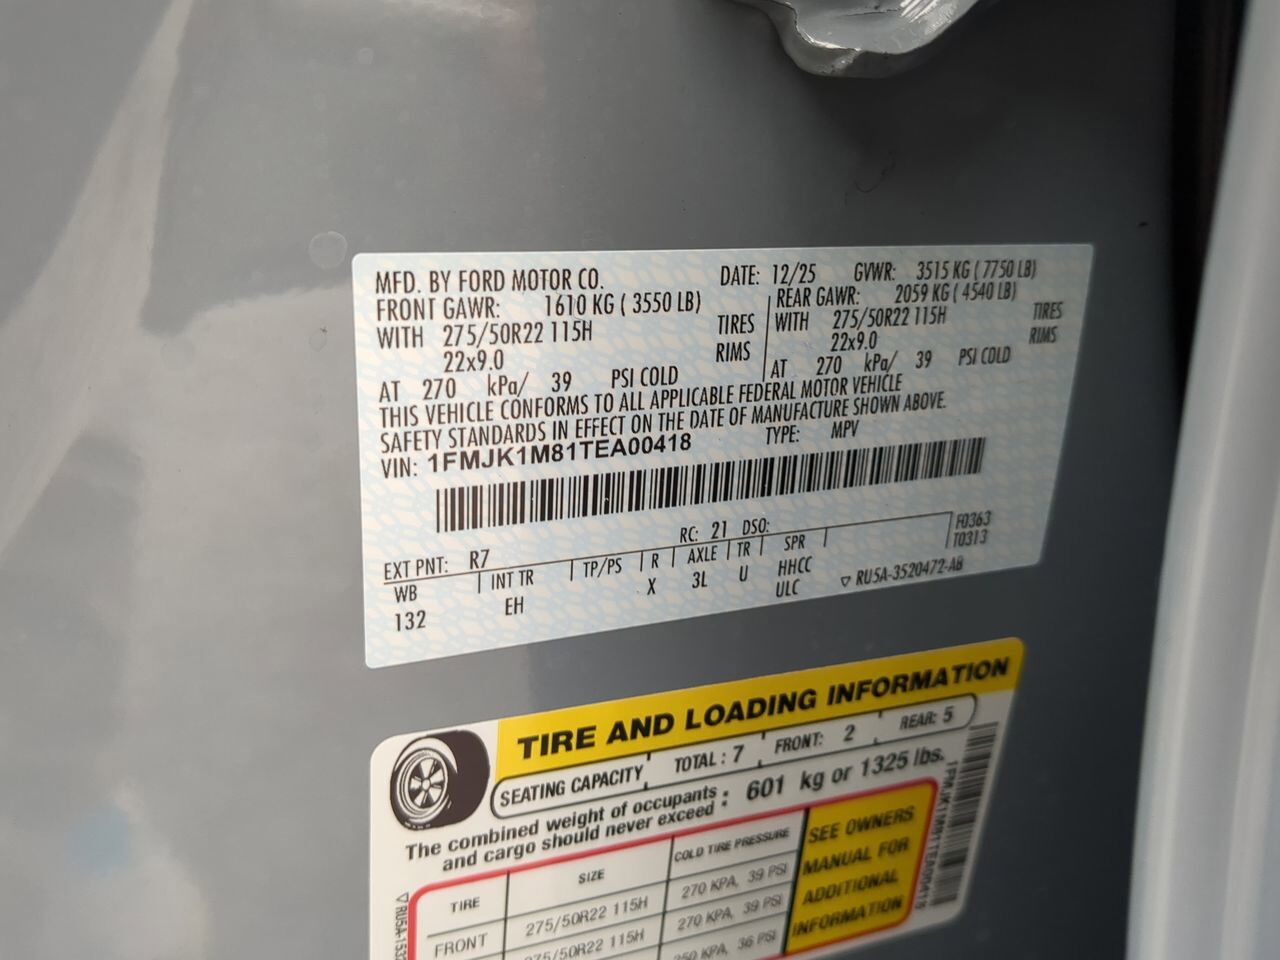 MFD. BY FORD MOTOR CO. DATE: 12/25 GVWR: 3515 KG ( 7750 LB)
FRONT GAWR: 1610 KG ( 3550 LB) REAR GAWR: 2059 KG ( 4540 LB)
WITH 275/50R22 115H TIRES WITH 275/50R22 115H TIRES
22x9.0 RIMS 22x9.0 RIMS
AT 270 kPa/ 39 PSI COLD AT 270 kPa/ 39 PSI COLD
THIS VEHICLE CONFORMS TO ALL APPLICABLE FEDERAL MOTOR VEHICLE
SAFETY STANDARDS IN EFFECT ON THE DATE OF MANUFACTURE SHOWN ABOVE.
VIN: 1FMJK1M81TEA00418 TYPE: MPV
RC: 21 DSO: F0363
EXT PNT: R7 T0313
WB INT TR TP/PS R AXLE TR SPR
132 EH X 3L U HHCC
ULC ▽ RU5A-3520472-AB
TIRE AND LOADING INFORMATION
SEATING CAPACITY TOTAL : 7 FRONT: 2 REAR: 5
The combined weight of occupants
and cargo should never exceed : 601 kg or 1325 lbs.
TIRE SIZE COLD TIRE PRESSURE
FRONT 275/50R22 115H 270 KPA, 39 PSI
275/50R22 115H 270 KPA, 39 PSI
250 KPA, 36 PSI
SEE OWNERS
MANUAL FOR
ADDITIONAL
INFORMATION
1FMJK1M81TEA00418